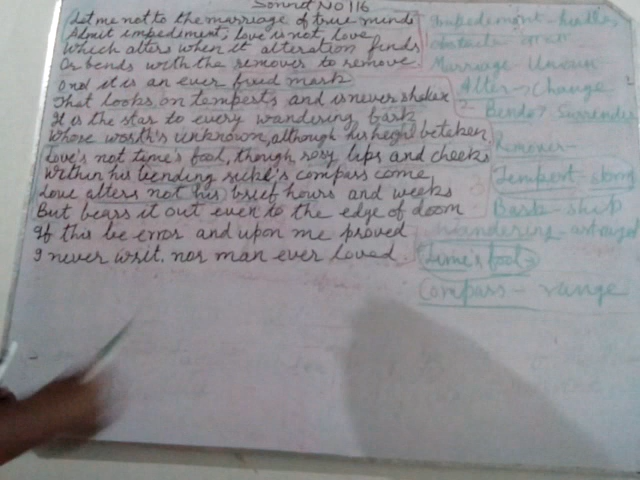 Sonnet No 116
Let me not to the marriage of true minds
Admit impediment, Love is not, love
Which alters when it alteration finds
Or bends with the remover to remove
O no it is an ever fixed mark
That looks on tempests and is never shaken
It is the star to every wandering bark
Whose worth's unknown, although his height be taken
Love's not time's fool, though rosy lips and cheeks
Within his bending sickle's compass come,
Love alters not his brief hours and weeks
But bears it out even to the edge of doom
If this be error and upon me proved
I never writ. nor man ever loved
Impediment-
obstacle-
Marriage- Union
Alter → Change
Bends → Surrender
Remover-
Tempest - storm
Bark - ship
Wandering -
Time's fool →
Compass - range